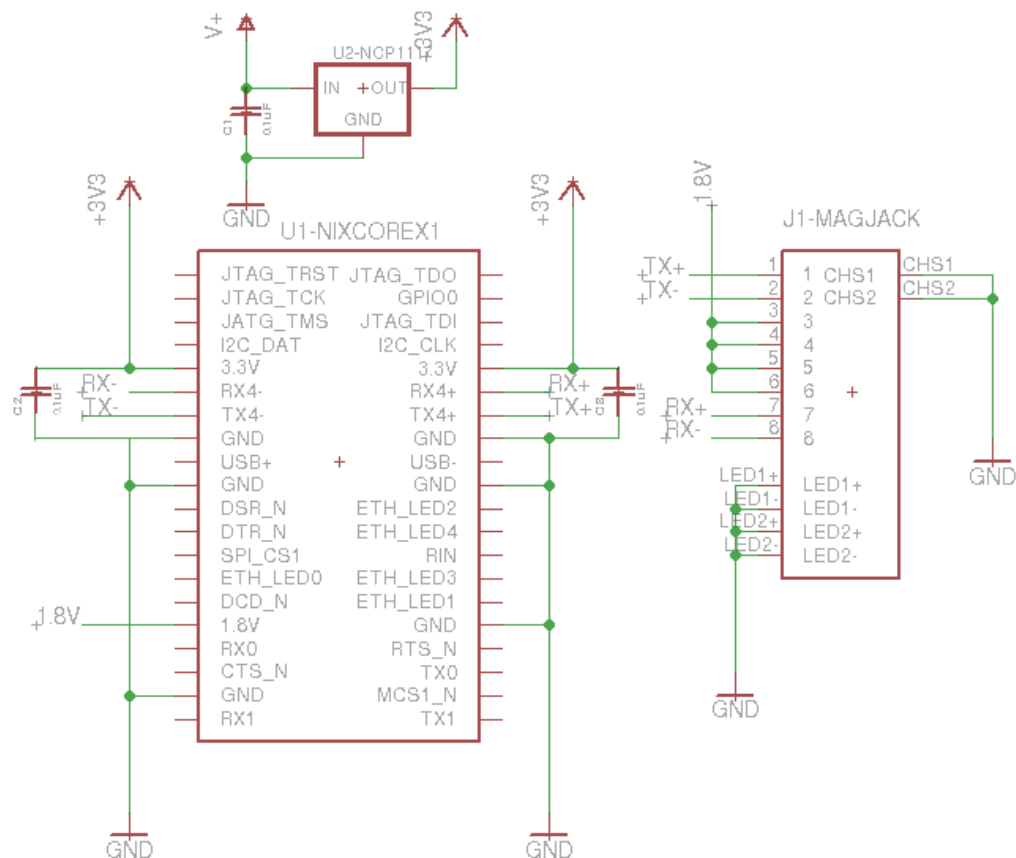 V+
+3V3
U2-NCP1117
IN
OUT
GND
C1
0.1uF
GND
+3V3
+3V3
1.8V
U1-NIXCOREX1
J1-MAGJACK
JTAG_TRST JTAG_TDO
JTAG_TCK GPIO0
JATG_TMS JTAG_TDI
I2C_DAT I2C_CLK
3.3V 3.3V
RX4- RX4+
TX4- TX4+
GND GND
USB+ USB-
GND GND
DSR_N ETH_LED2
DTR_N ETH_LED4
SPI_CS1 RIN
ETH_LED0 ETH_LED3
DCD_N ETH_LED1
1.8V GND
RX0 RTS_N
CTS_N TX0
GND MCS1_N
RX1 TX1
C2
0.1uF
RX-
TX-
1.8V
GND
RX+
TX+
C3
0.1uF
GND
TX+ 1 1 CHS1 CHS1
TX- 2 2 CHS2 CHS2
3 3
4 4
5 5
6 6
RX+ 7 7
RX- 8 8
LED1+ LED1+
LED1- LED1-
LED2+ LED2+
LED2- LED2-
GND
GND